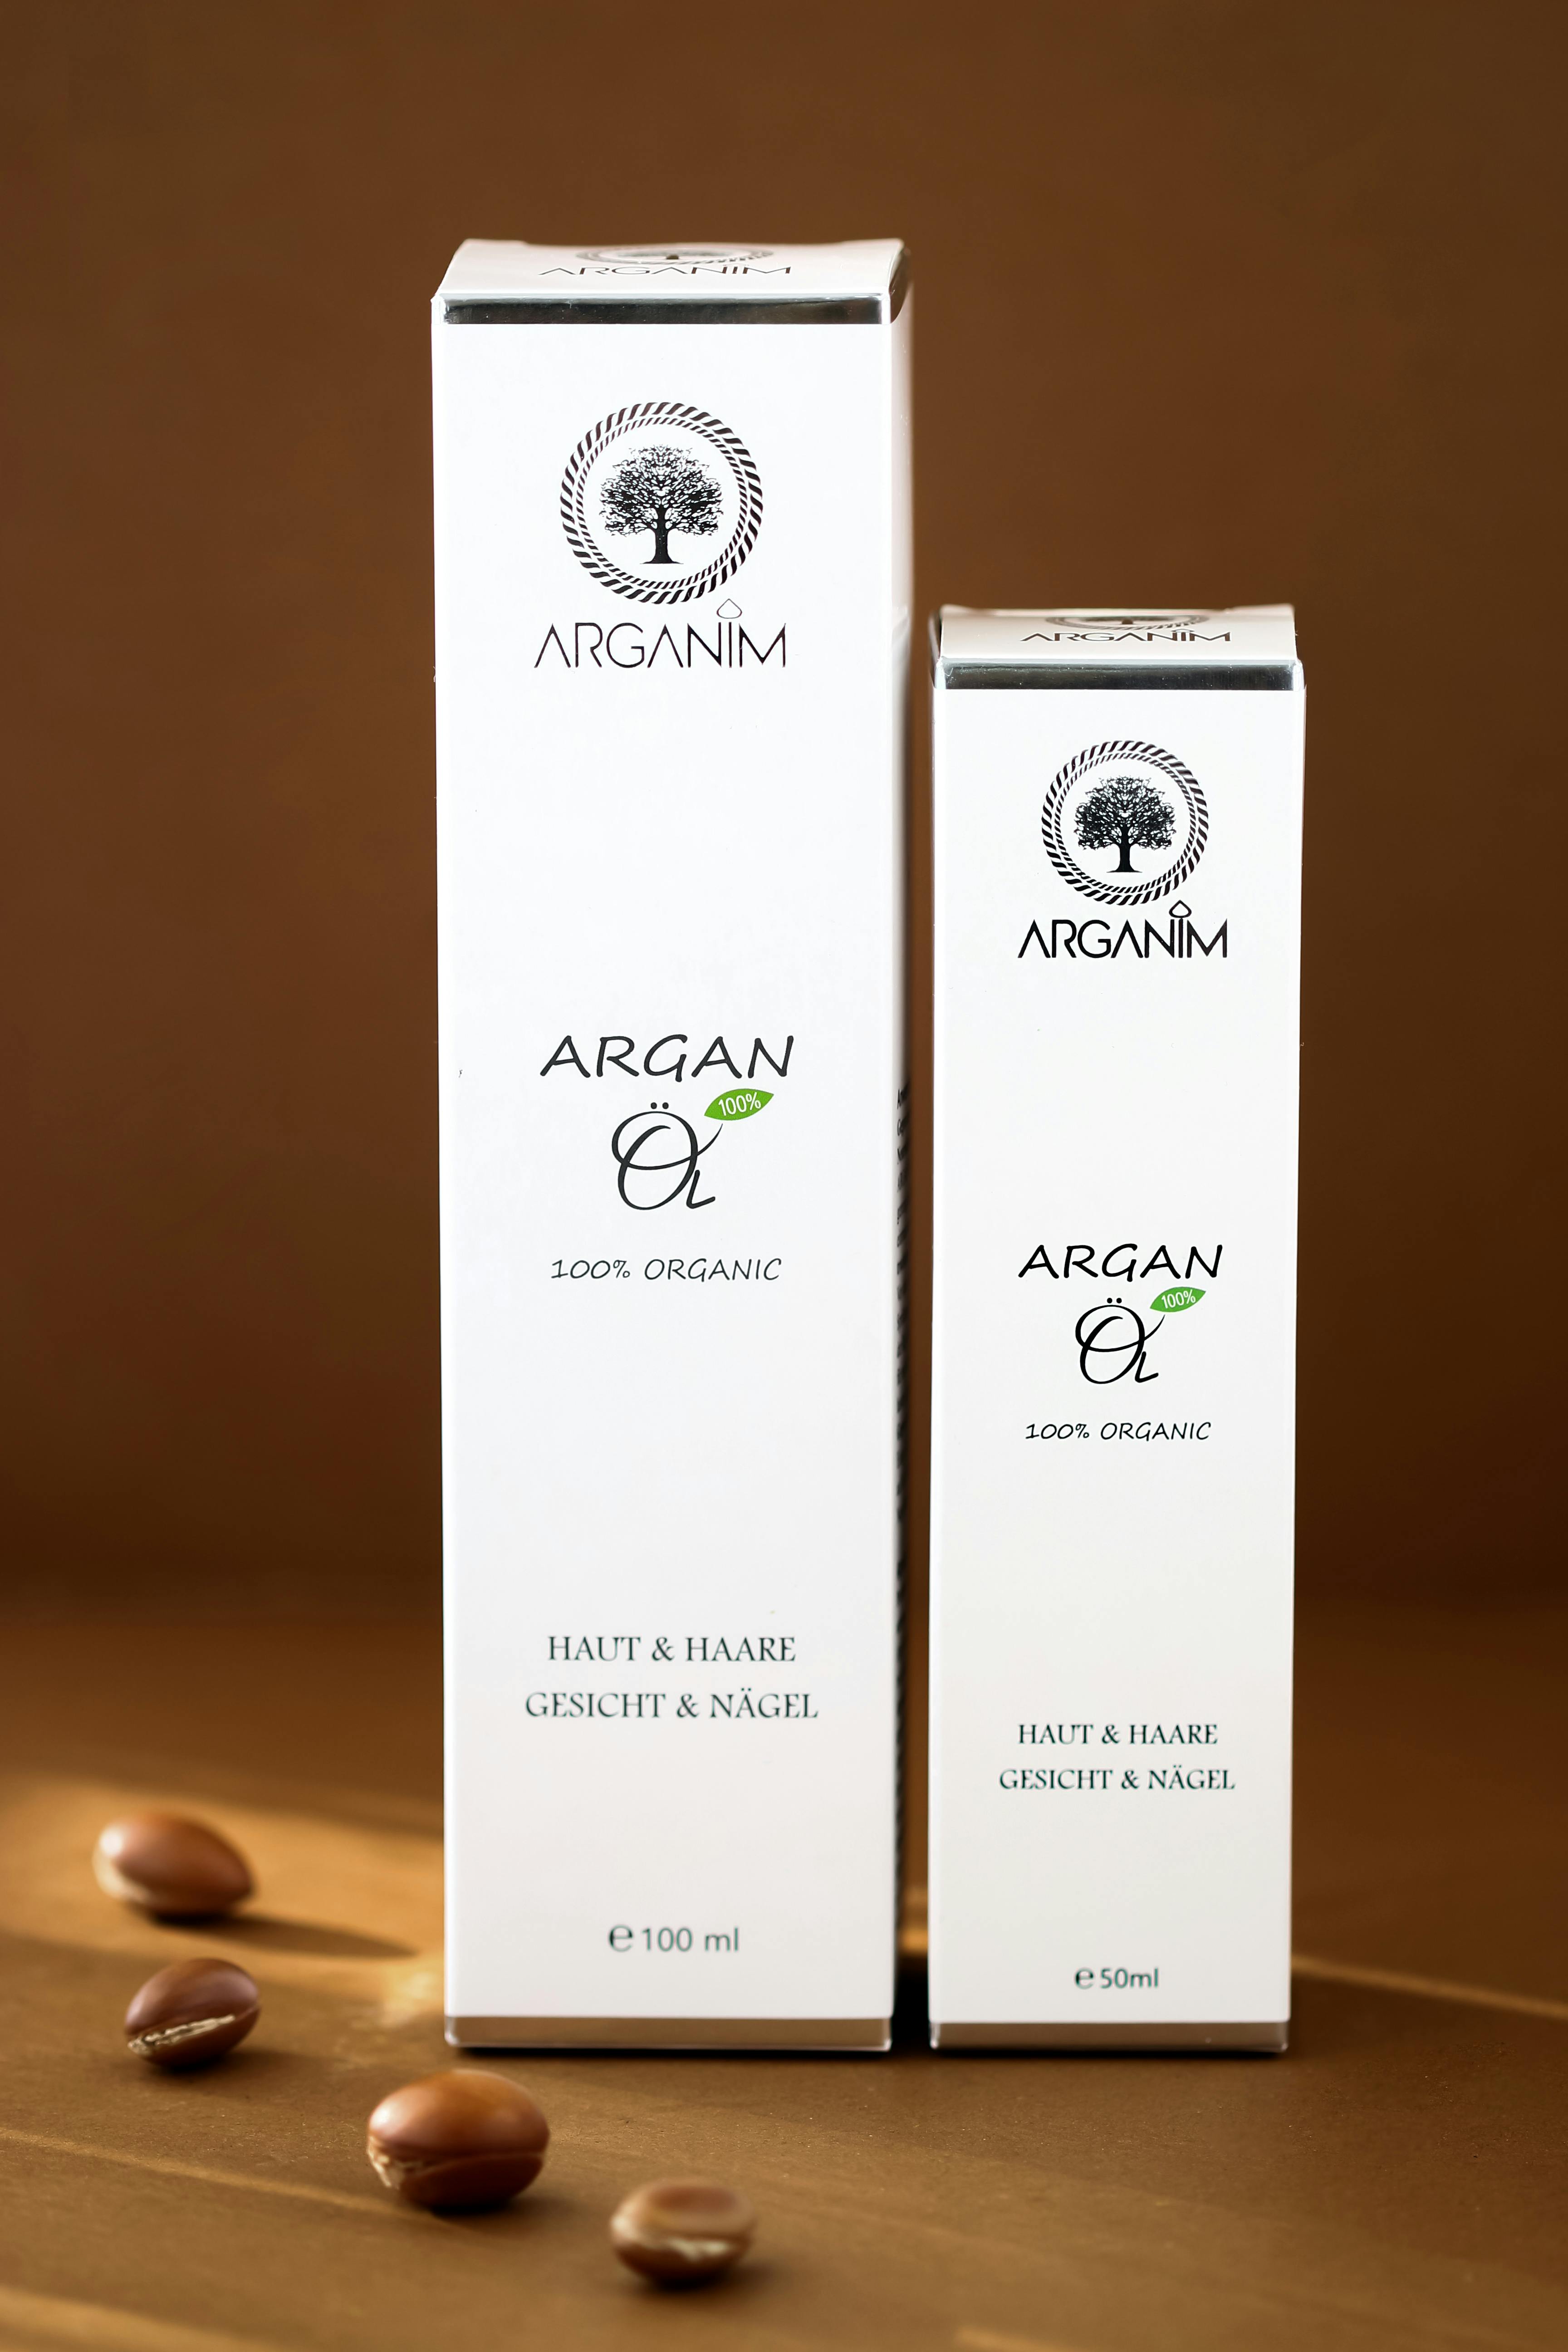 ARGANIM
ARGANIM
ARGAN
100%
ÖL
100% ORGANIC
HAUT & HAARE
GESICHT & NÄGEL
℮ 100 ml
ARGANIM
ARGANIM
ARGAN
100%
ÖL
100% ORGANIC
HAUT & HAARE
GESICHT & NÄGEL
℮ 50ml